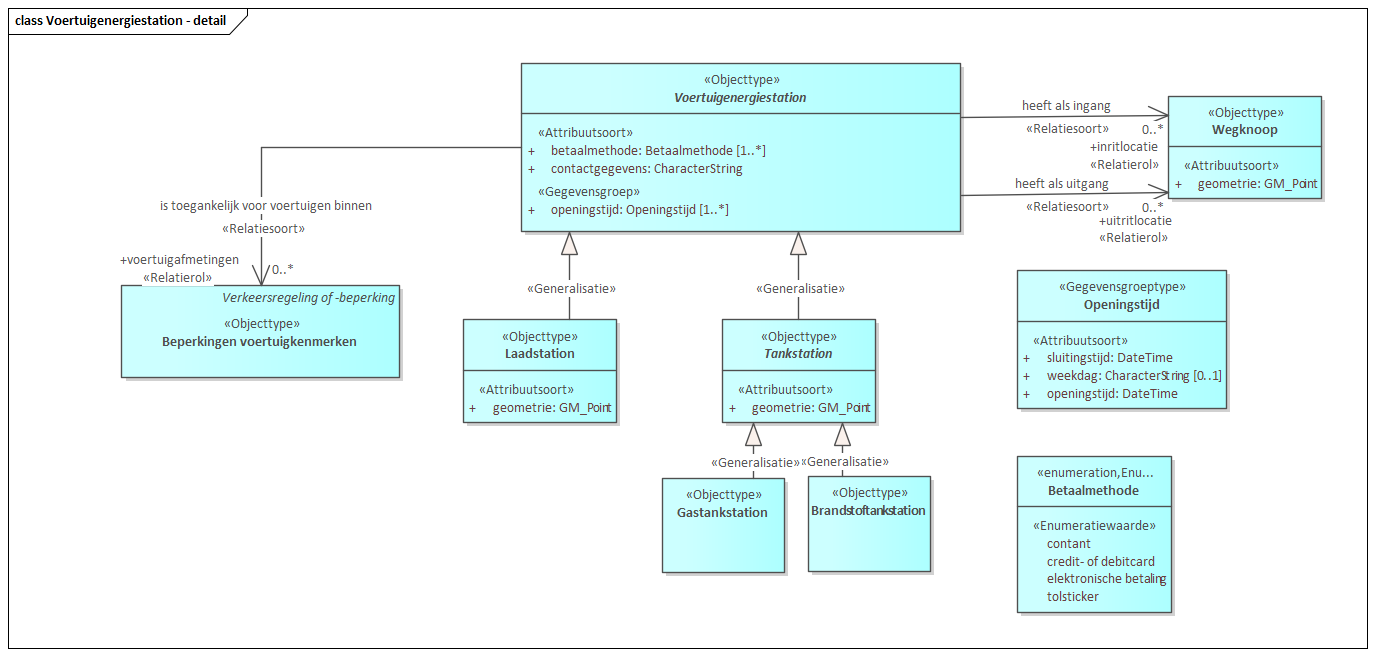 class Voertuigenergiestation - detail
«Objecttype»
Voertuigenergiestation
«Attribuutsoort»
+ betaalmethode: Betaalmethode [1..*]
+ contactgegevens: CharacterString
«Gegevensgroep»
+ openingstijd: Openingstijd [1..*]
heeft als ingang
«Relatiesoort» 0..*
+inritlocatie
«Relatierol»
heeft als uitgang
«Relatiesoort» 0..*
+uitritlocatie
«Relatierol»
«Objecttype»
Wegknoop
«Attribuutsoort»
+ geometrie: GM_Point
is toegankelijk voor voertuigen binnen
«Relatiesoort»
+voertuigafmetingen 0..*
«Relatierol»
Verkeersregeling of -beperking
«Objecttype»
Beperkingen voertuigkenmerken
«Generalisatie»
«Generalisatie»
«Objecttype»
Laadstation
«Attribuutsoort»
+ geometrie: GM_Point
«Objecttype»
Tankstation
«Attribuutsoort»
+ geometrie: GM_Point
«Generalisatie»
«Generalisatie»
«Objecttype»
Gastankstation
«Objecttype»
Brandstoftankstation
«Gegevensgroeptype»
Openingstijd
«Attribuutsoort»
+ sluitingstijd: DateTime
+ weekdag: CharacterString [0..1]
+ openingstijd: DateTime
«enumeration,Enu...
Betaalmethode
«Enumeratiewaarde»
contant
credit- of debitcard
elektronische betaling
tolsticker